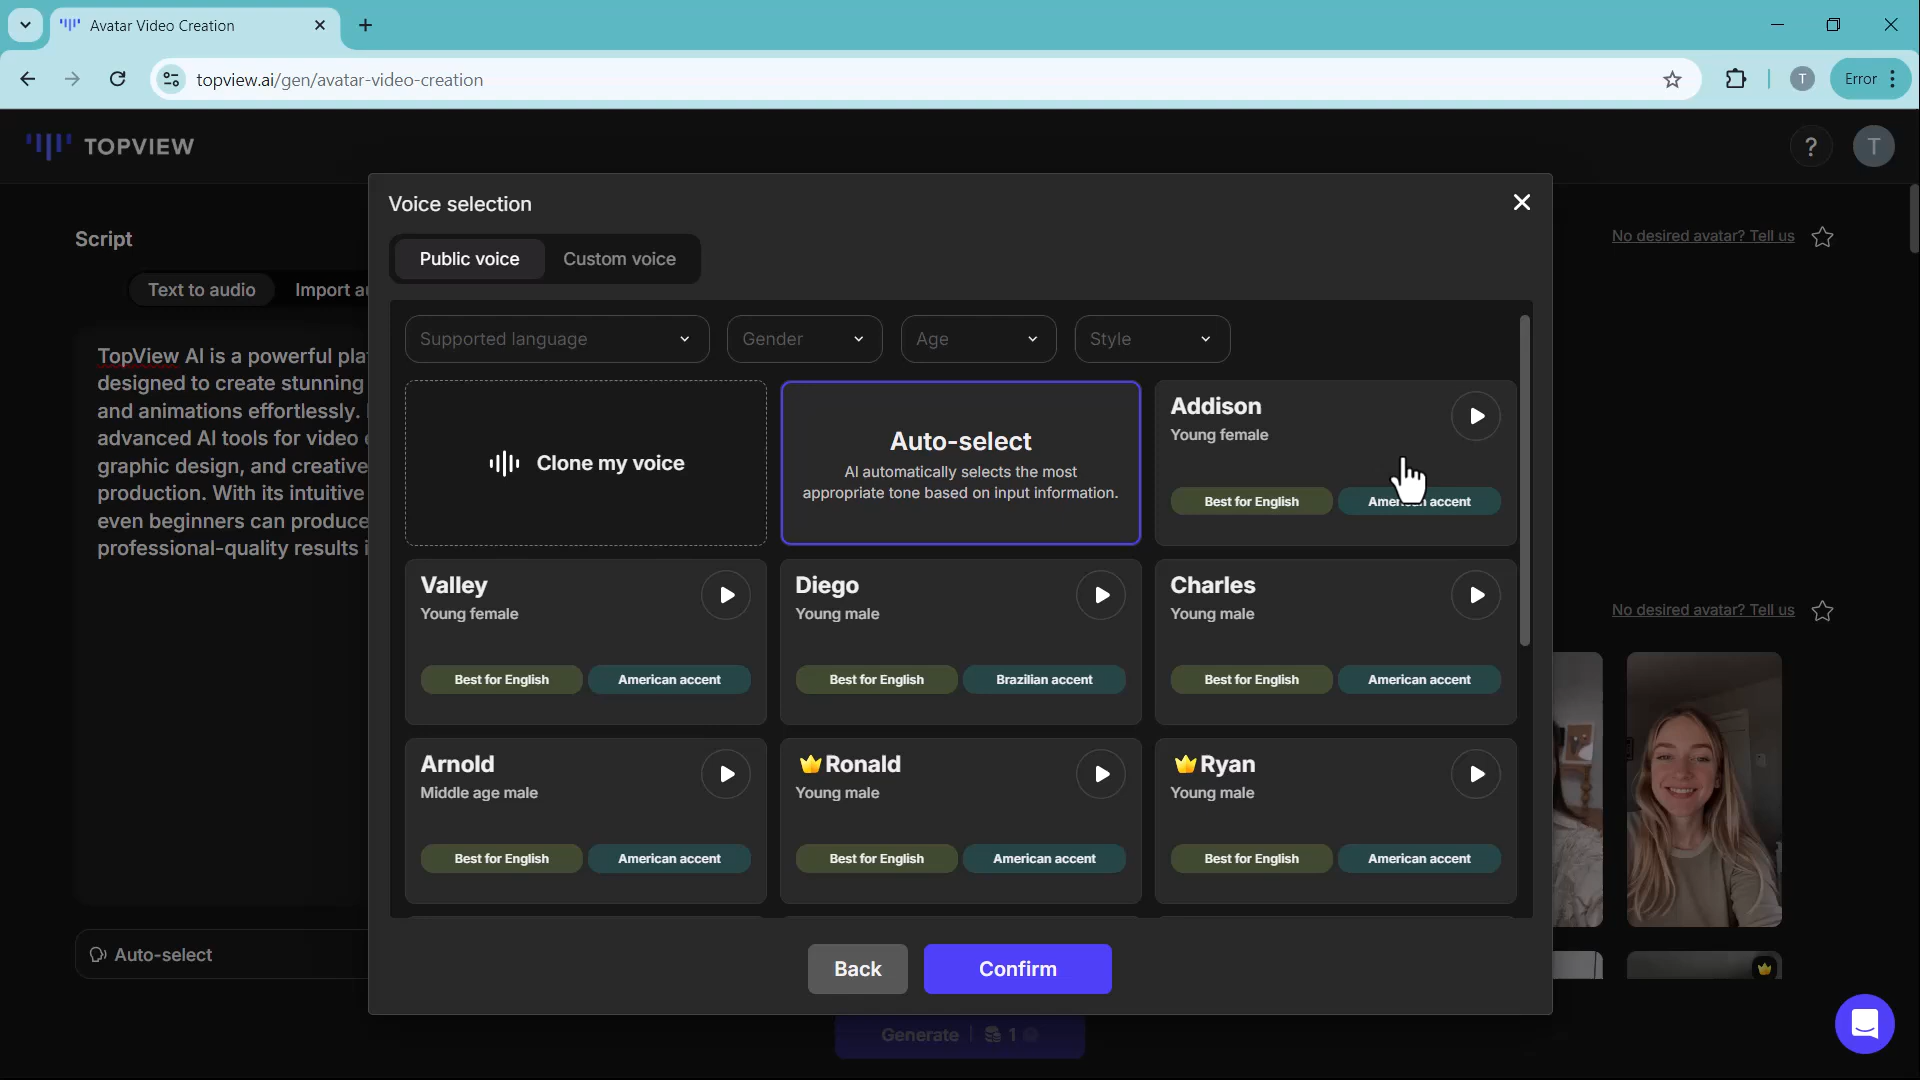 Avatar Video Creation
topview.ai/gen/avatar-video-creation
T
Error
TOPVIEW
?
T
Voice selection
Script
No desired avatar? Tell us
Public voice
Custom voice
Text to audio
Import au
Supported language
Gender
Age
Style
TopView AI is a powerful pla
designed to create stunning
and animations effortlessly.
advanced AI tools for video
graphic design, and creative
production. With its intuitive
even beginners can produce
professional-quality results i
Clone my voice
Auto-select
AI automatically selects the most
appropriate tone based on input information.
Addison
Young female
Best for English
American accent
Valley
Young female
Best for English
American accent
Diego
Young male
Best for English
Brazilian accent
Charles
Young male
Best for English
American accent
No desired avatar? Tell us
Arnold
Middle age male
Best for English
American accent
Ronald
Young male
Best for English
American accent
Ryan
Young male
Best for English
American accent
Auto-select
Back
Confirm
Generate | 1